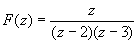 F(z) = z / ((z − 2)(z − 3))